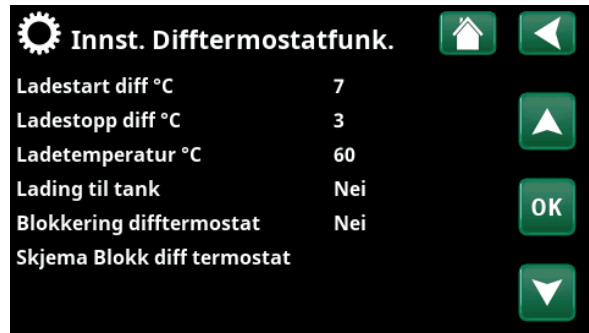 Innst. Difftermostatfunk.
Ladestart diff °C 7
Ladestopp diff °C 3
Ladetemperatur °C 60
Lading til tank Nei
Blokkering difftermostat Nei
Skjema Blokk diff termostat
OK